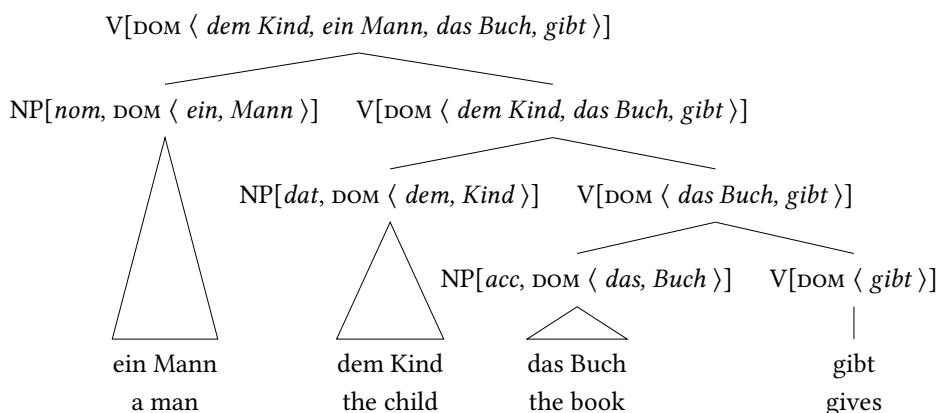 V[DOM ⟨ dem Kind, ein Mann, das Buch, gibt ⟩]
NP[nom, DOM ⟨ ein, Mann ⟩] V[DOM ⟨ dem Kind, das Buch, gibt ⟩]
NP[dat, DOM ⟨ dem, Kind ⟩] V[DOM ⟨ das Buch, gibt ⟩]
NP[acc, DOM ⟨ das, Buch ⟩] V[DOM ⟨ gibt ⟩]
ein Mann dem Kind das Buch gibt
a man the child the book gives